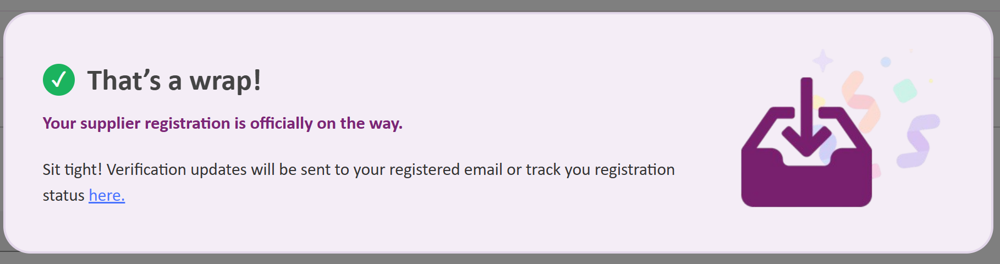 That’s a wrap!
Your supplier registration is officially on the way.
Sit tight! Verification updates will be sent to your registered email or track you registration
status here.